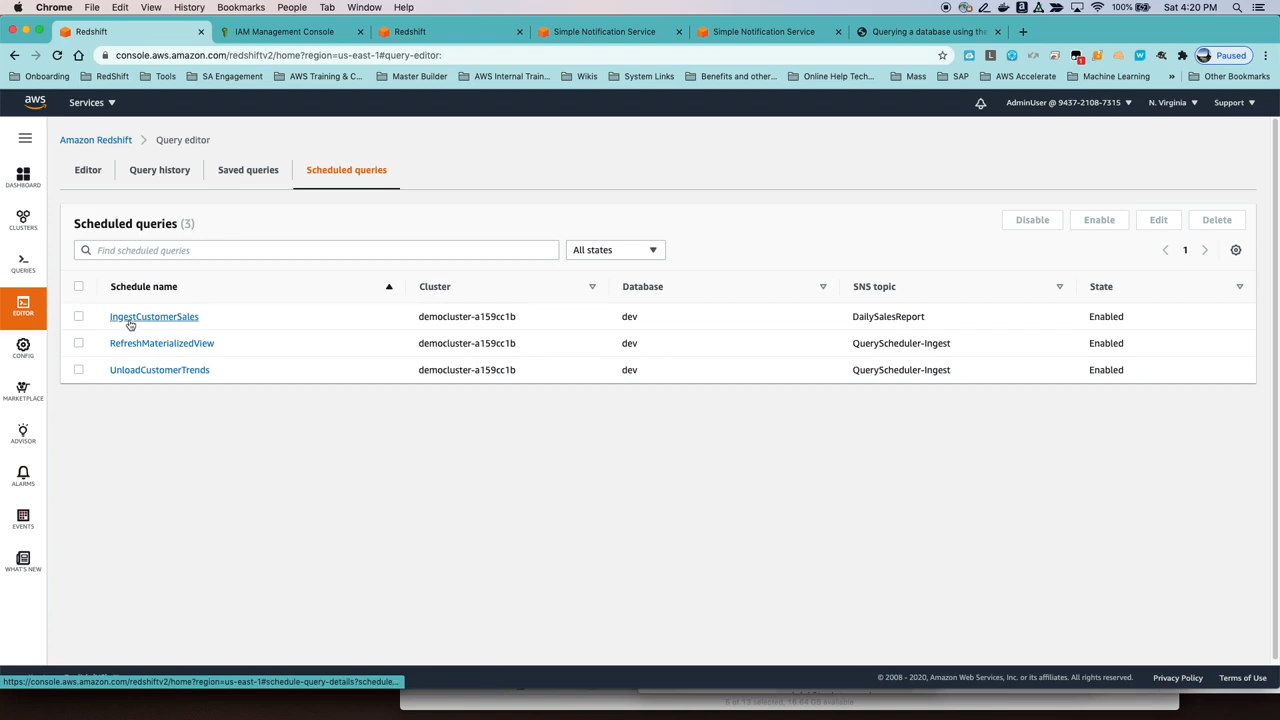 Chrome File Edit View History Bookmarks People Tab Window Help 100% Sat 4:20 PM
Redshift IAM Management Console Redshift Simple Notification Service Simple Notification Service Querying a database using the
console.aws.amazon.com/redshiftv2/home?region=us-east-1#query-editor: Paused
Onboarding RedShift Tools SA Engagement AWS Training & C... Master Builder AWS Internal Train... Wikis System Links Benefits and other... Online Help Tech... Mass SAP AWS Accelerate Machine Learning » Other Bookmarks
aws Services AdminUser @ 9437-2108-7315 N. Virginia Support
Amazon Redshift Query editor
DASHBOARD
CLUSTERS
QUERIES
EDITOR
CONFIG
MARKETPLACE
ADVISOR
ALARMS
EVENTS
WHAT'S NEW
Editor Query history Saved queries Scheduled queries
Scheduled queries (3) Disable Enable Edit Delete
Find scheduled queries All states 1
Schedule name Cluster Database SNS topic State
IngestCustomerSales democluster-a159cc1b dev DailySalesReport Enabled
RefreshMaterializedView democluster-a159cc1b dev QueryScheduler-Ingest Enabled
UnloadCustomerTrends democluster-a159cc1b dev QueryScheduler-Ingest Enabled
https://console.aws.amazon.com/redshiftv2/home?region=us-east-1#schedule-query-details?schedule...
© 2008 - 2020, Amazon Web Services, Inc. or its affiliates. All rights reserved. Privacy Policy Terms of Use
5 of 13 selected, 16.64 GB available